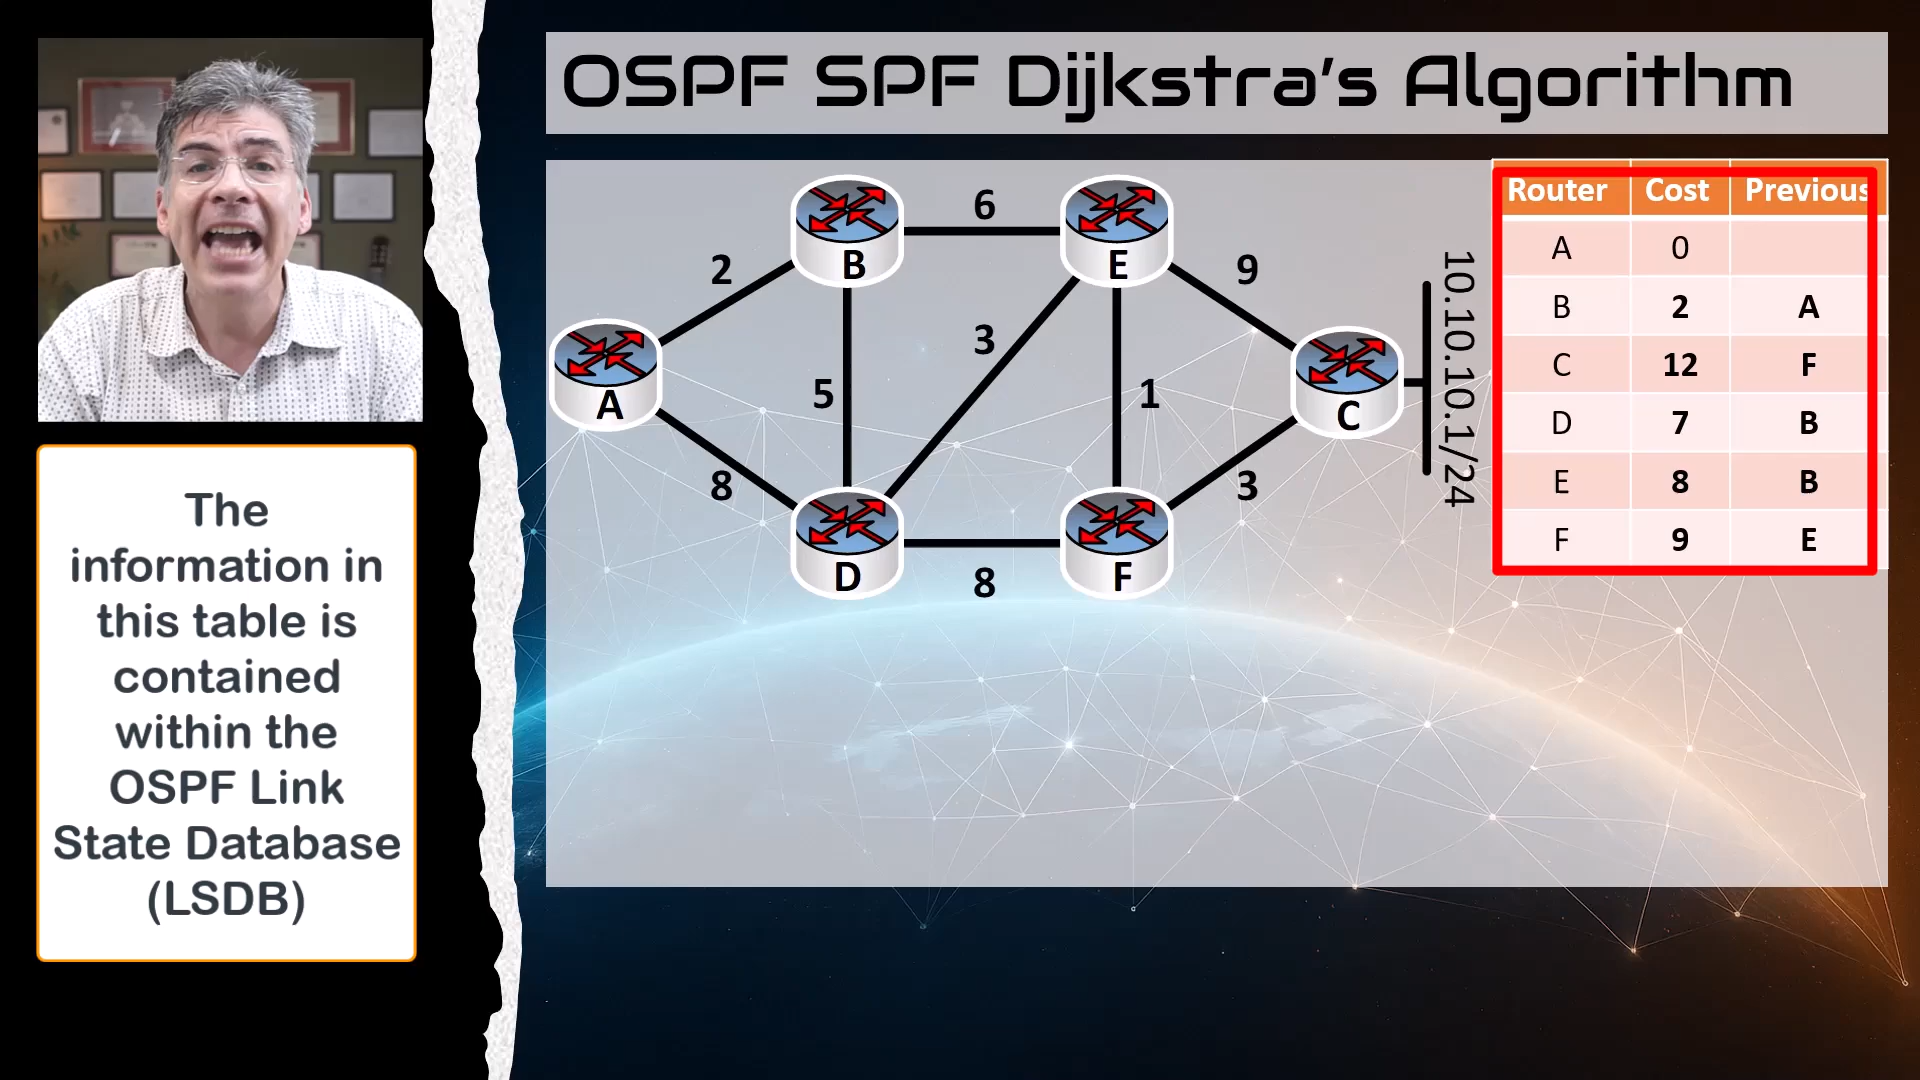 OSPF SPF Dijkstra's Algorithm
The
information in
this table is
contained
within the
OSPF Link
State Database
(LSDB)
A
B
C
D
E
F
2
8
6
5
3
8
1
9
3
10.10.10.1/24
Router Cost Previous
A 0
B 2 A
C 12 F
D 7 B
E 8 B
F 9 E